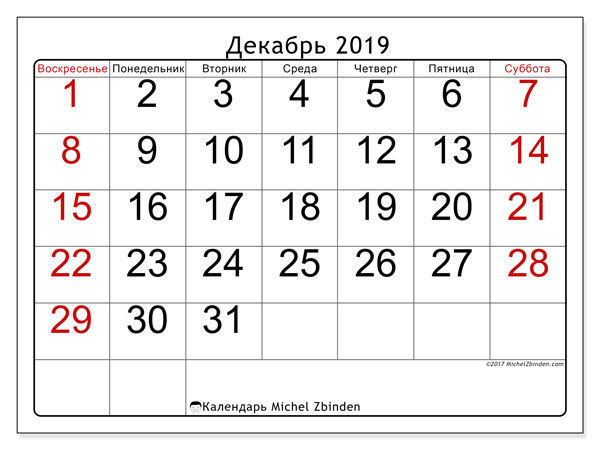 Декабрь 2019
Воскресенье Понедельник Вторник Среда Четверг Пятница Суббота
1 2 3 4 5 6 7
8 9 10 11 12 13 14
15 16 17 18 19 20 21
22 23 24 25 26 27 28
29 30 31
©2017 MichelZbinden.com
Календарь Michel Zbinden